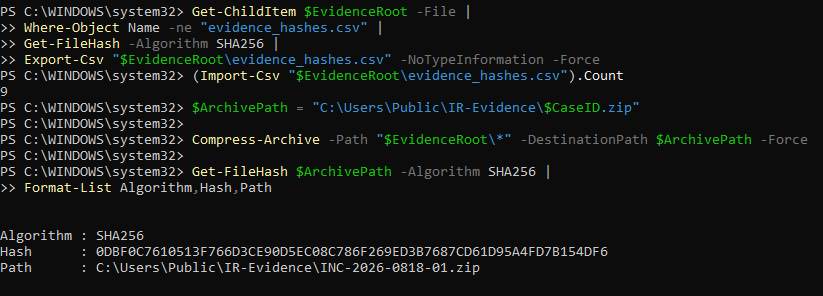 PS C:\WINDOWS\system32> Get-ChildItem $EvidenceRoot -File |
>> Where-Object Name -ne "evidence_hashes.csv" |
>> Get-FileHash -Algorithm SHA256 |
>> Export-Csv "$EvidenceRoot\evidence_hashes.csv" -NoTypeInformation -Force
PS C:\WINDOWS\system32> (Import-Csv "$EvidenceRoot\evidence_hashes.csv").Count
9
PS C:\WINDOWS\system32> $ArchivePath = "C:\Users\Public\IR-Evidence\$CaseID.zip"
PS C:\WINDOWS\system32>
PS C:\WINDOWS\system32> Compress-Archive -Path "$EvidenceRoot\*" -DestinationPath $ArchivePath -Force
PS C:\WINDOWS\system32>
PS C:\WINDOWS\system32> Get-FileHash $ArchivePath -Algorithm SHA256 |
>> Format-List Algorithm,Hash,Path
Algorithm : SHA256
Hash      : 0DBF0C7610513F766D3CE90D5EC08C786F269ED3B7687CD61D95A4FD7B154DF6
Path      : C:\Users\Public\IR-Evidence\INC-2026-0818-01.zip